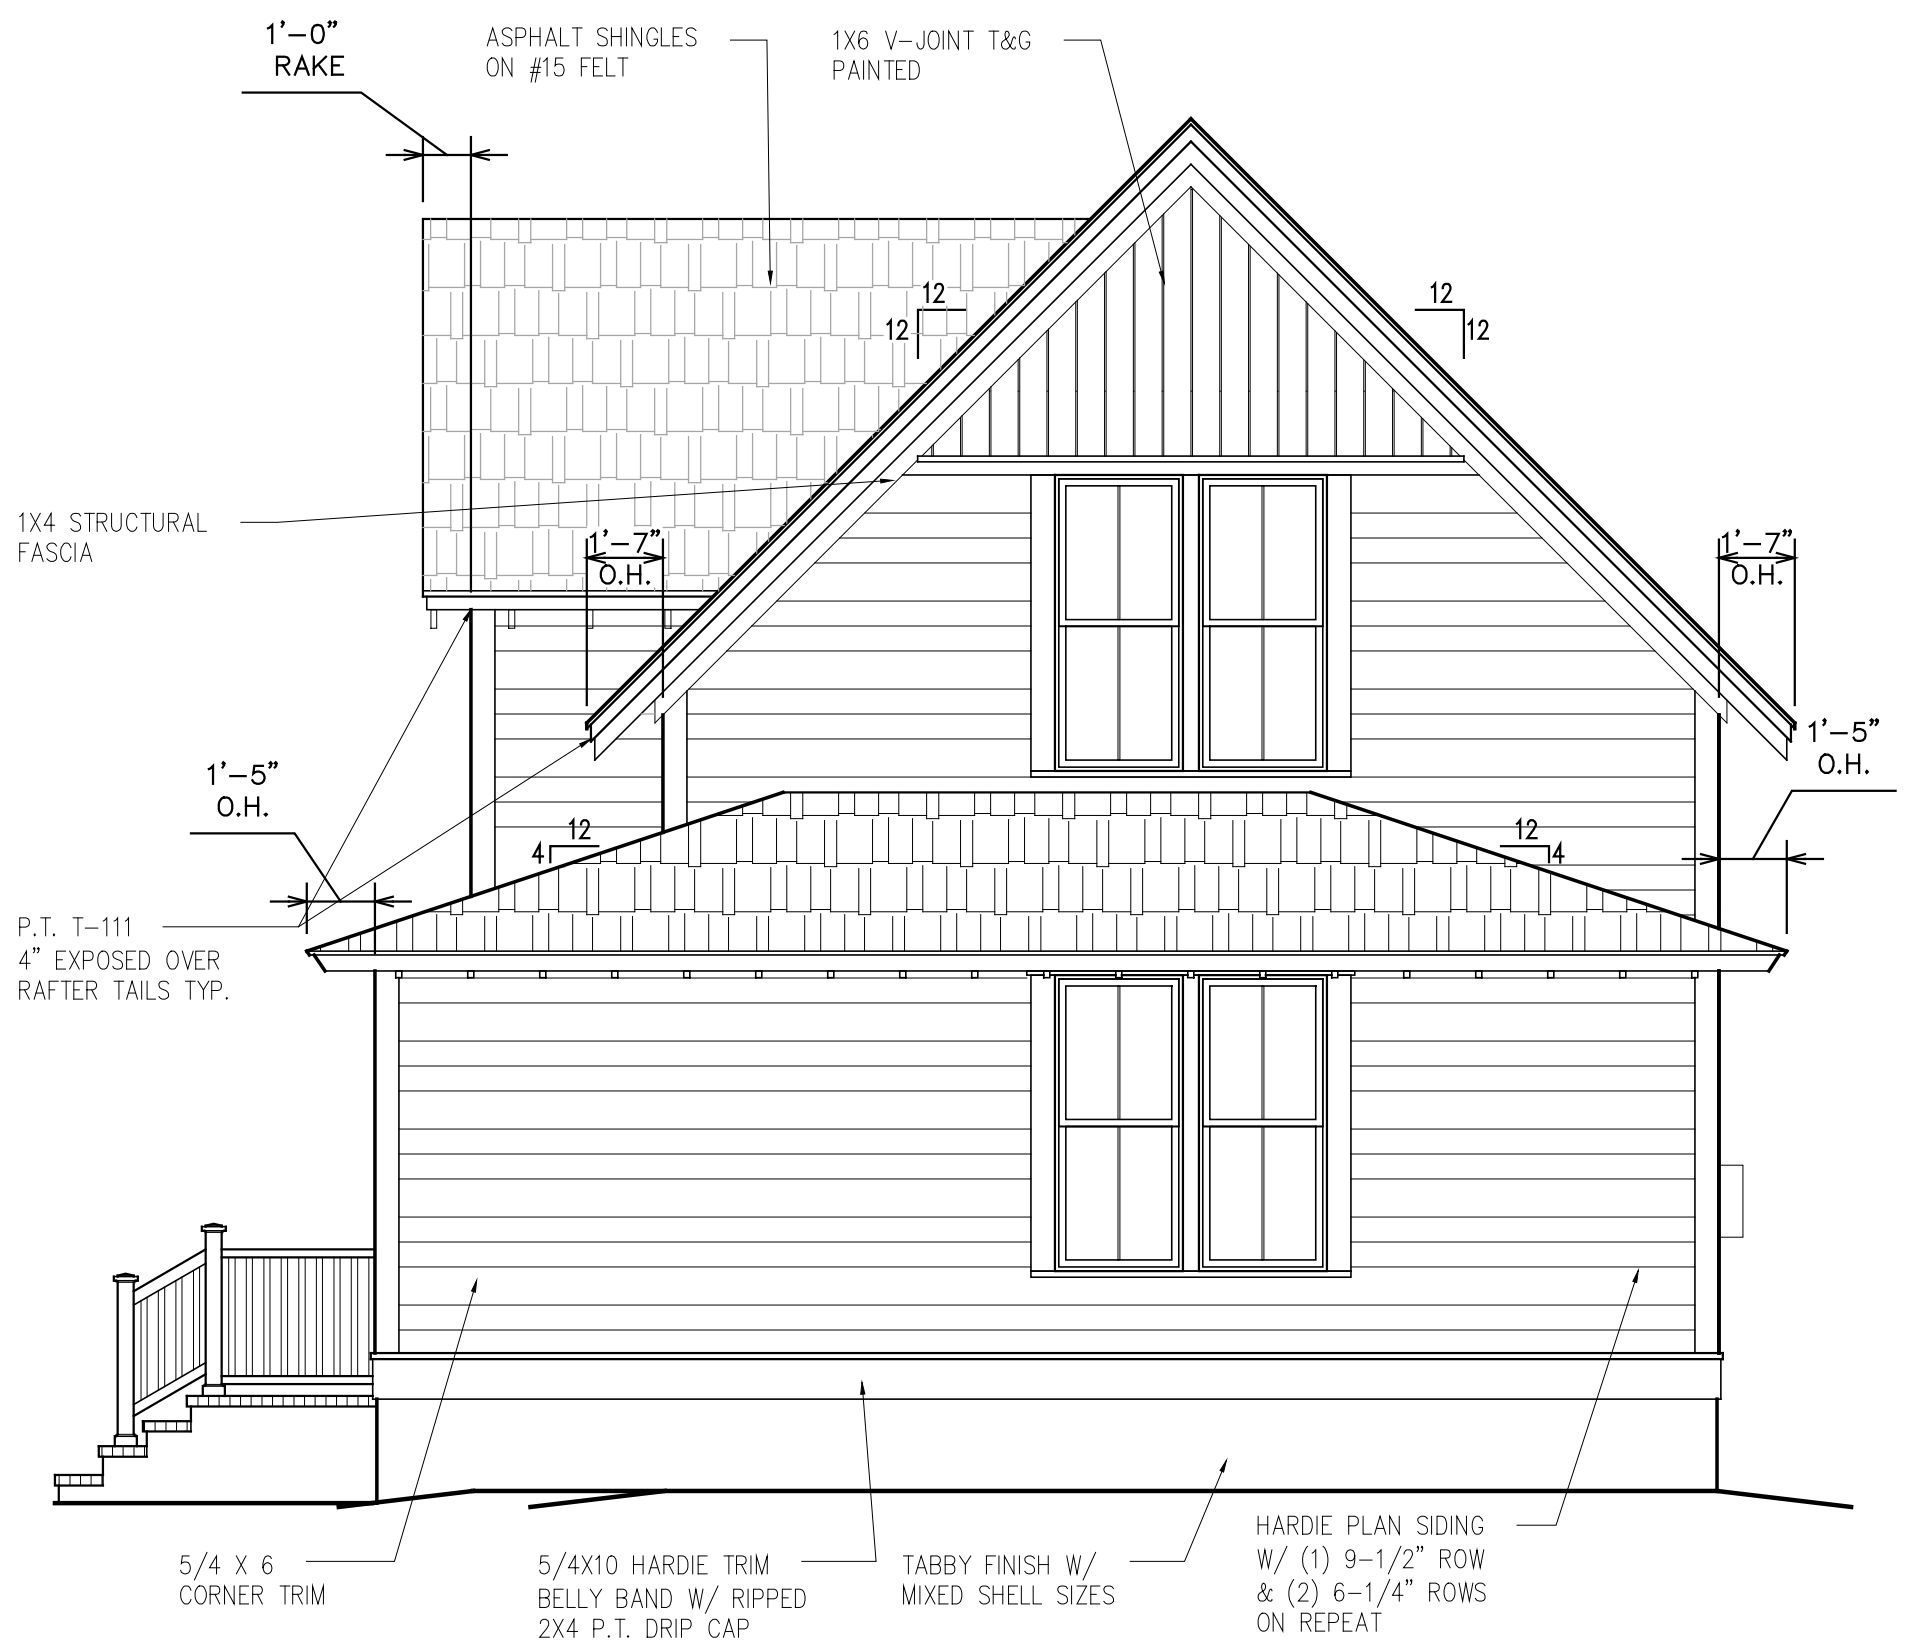 1'-0"
RAKE
ASPHALT SHINGLES
ON #15 FELT
1X6 V-JOINT T&G
PAINTED
12
12
12
12
1X4 STRUCTURAL
FASCIA
1'-7"
O.H.
1'-7"
O.H.
1'-5"
O.H.
1'-5"
O.H.
12
4
12
4
P.T. T-111
4" EXPOSED OVER
RAFTER TAILS TYP.
5/4 X 6
CORNER TRIM
5/4X10 HARDIE TRIM
BELLY BAND W/ RIPPED
2X4 P.T. DRIP CAP
TABBY FINISH W/
MIXED SHELL SIZES
HARDIE PLAN SIDING
W/ (1) 9-1/2" ROW
& (2) 6-1/4" ROWS
ON REPEAT